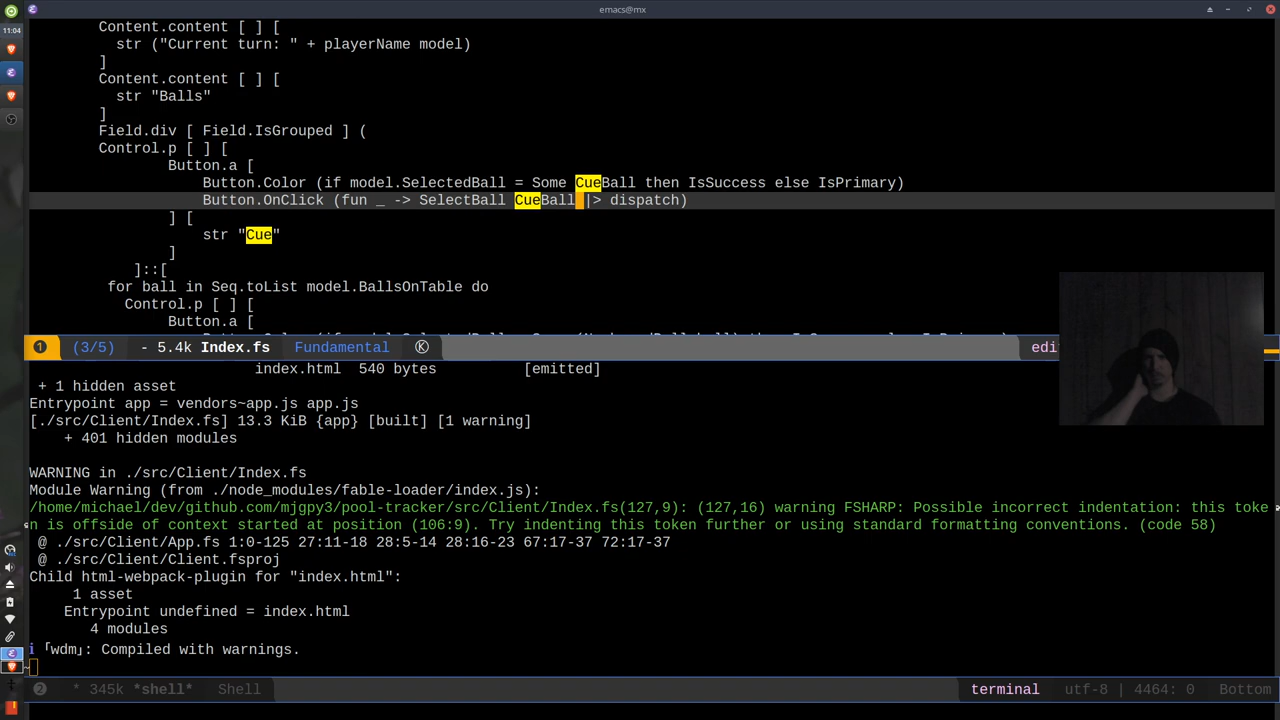 emacs@mx
11:04
Content.content [ ] [
str ("Current turn: " + playerName model)
]
Content.content [ ] [
str "Balls"
]
Field.div [ Field.IsGrouped ] (
Control.p [ ] [
Button.a [
Button.Color (if model.SelectedBall = Some CueBall then IsSuccess else IsPrimary)
Button.OnClick (fun _ -> SelectBall CueBall |> dispatch)
] [
str "Cue"
]
]::[
for ball in Seq.toList model.BallsOnTable do
Control.p [ ] [
Button.a [
1 (3/5) - 5.4k Index.fs Fundamental K edi
index.html 540 bytes [emitted]
+ 1 hidden asset
Entrypoint app = vendors~app.js app.js
[./src/Client/Index.fs] 13.3 KiB {app} [built] [1 warning]
+ 401 hidden modules
WARNING in ./src/Client/Index.fs
Module Warning (from ./node_modules/fable-loader/index.js):
/home/michael/dev/github.com/mjgpy3/pool-tracker/src/Client/Index.fs(127,9): (127,16) warning FSHARP: Possible incorrect indentation: this toke
n is offside of context started at position (106:9). Try indenting this token further or using standard formatting conventions. (code 58)
@ ./src/Client/App.fs 1:0-125 27:11-18 28:5-14 28:16-23 67:17-37 72:17-37
@ ./src/Client/Client.fsproj
Child html-webpack-plugin for "index.html":
1 asset
Entrypoint undefined = index.html
4 modules
i ｢wdm｣: Compiled with warnings.
2 * 345k *shell* Shell terminal utf-8 | 4464: 0 Bottom